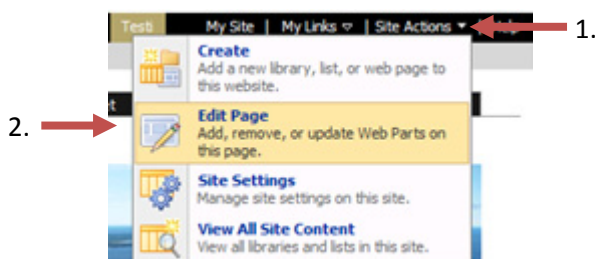 Testi My Site | My Links | Site Actions 1.
Create
Add a new library, list, or web page to
this website.
2. Edit Page
Add, remove, or update Web Parts on
this page.
Site Settings
Manage site settings on this site.
View All Site Content
View all libraries and lists in this site.